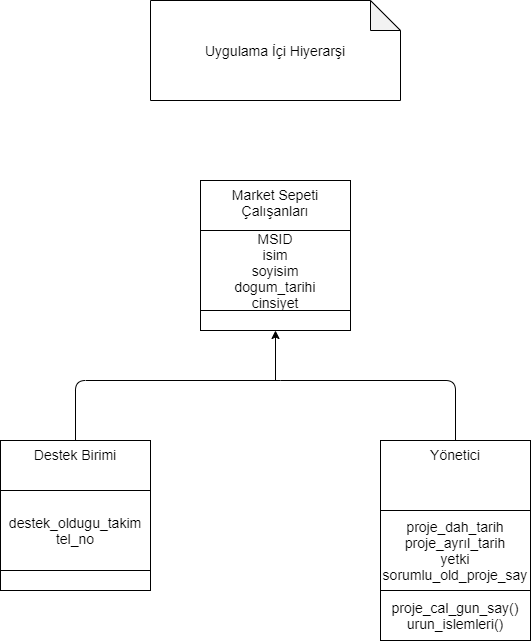 Uygulama İçi Hiyerarşi
Market Sepeti
Çalışanları
MSID
isim
soyisim
dogum_tarihi
cinsiyet
Destek Birimi
destek_oldugu_takim
tel_no
Yönetici
proje_dah_tarih
proje_ayrıl_tarih
yetki
sorumlu_old_proje_say
proje_cal_gun_say()
urun_islemleri()